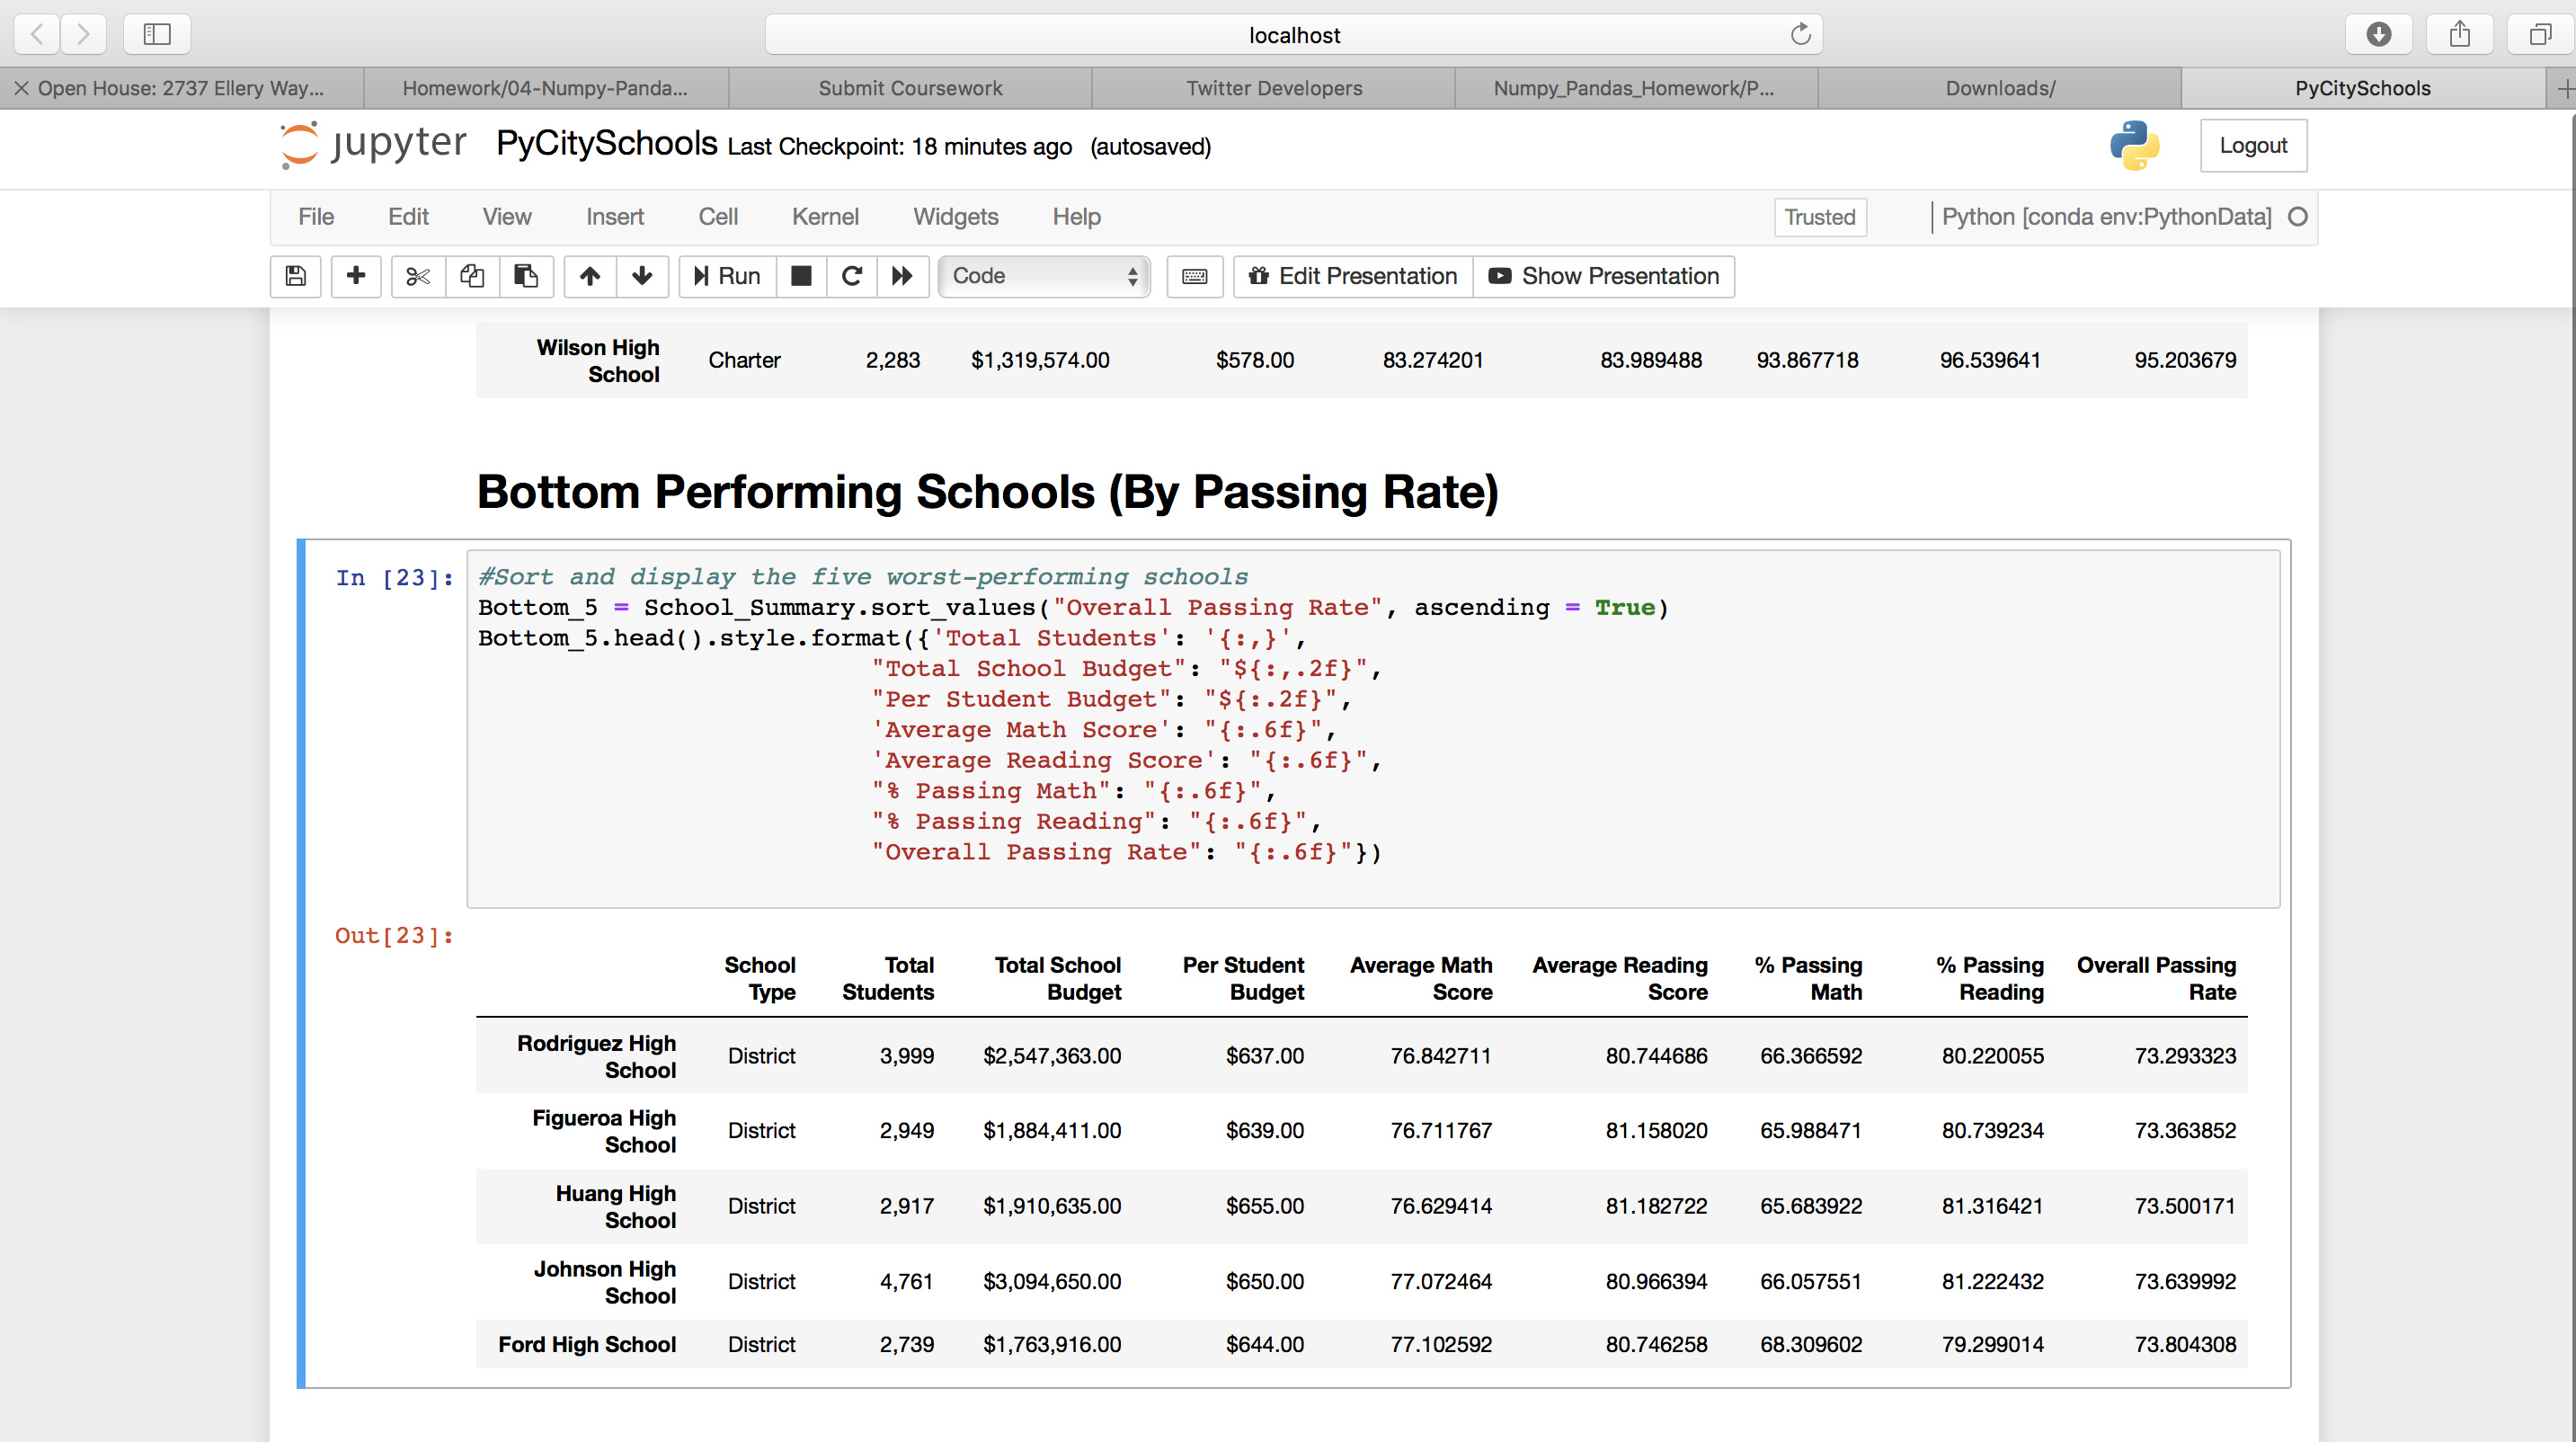 localhost
Open House: 2737 Ellery Way... Homework/04-Numpy-Panda... Submit Coursework Twitter Developers Numpy_Pandas_Homework/P... Downloads/ PyCitySchools
jupyter PyCitySchools Last Checkpoint: 18 minutes ago (autosaved) Logout
File Edit View Insert Cell Kernel Widgets Help Trusted Python [conda env:PythonData]
Run Code Edit Presentation Show Presentation
Wilson High
School Charter 2,283 $1,319,574.00 $578.00 83.274201 83.989488 93.867718 96.539641 95.203679
Bottom Performing Schools (By Passing Rate)
In [23]: #Sort and display the five worst-performing schools
Bottom_5 = School_Summary.sort_values("Overall Passing Rate", ascending = True)
Bottom_5.head().style.format({'Total Students': '{:,}',
"Total School Budget": "${:,.2f}",
"Per Student Budget": "${:.2f}",
'Average Math Score': "{:.6f}",
'Average Reading Score': "{:.6f}",
"% Passing Math": "{:.6f}",
"% Passing Reading": "{:.6f}",
"Overall Passing Rate": "{:.6f}"})
Out[23]:
School Total Total School Per Student Average Math Average Reading % Passing % Passing Overall Passing
Type Students Budget Budget Score Score Math Reading Rate
Rodriguez High
School District 3,999 $2,547,363.00 $637.00 76.842711 80.744686 66.366592 80.220055 73.293323
Figueroa High
School District 2,949 $1,884,411.00 $639.00 76.711767 81.158020 65.988471 80.739234 73.363852
Huang High
School District 2,917 $1,910,635.00 $655.00 76.629414 81.182722 65.683922 81.316421 73.500171
Johnson High
School District 4,761 $3,094,650.00 $650.00 77.072464 80.966394 66.057551 81.222432 73.639992
Ford High School District 2,739 $1,763,916.00 $644.00 77.102592 80.746258 68.309602 79.299014 73.804308